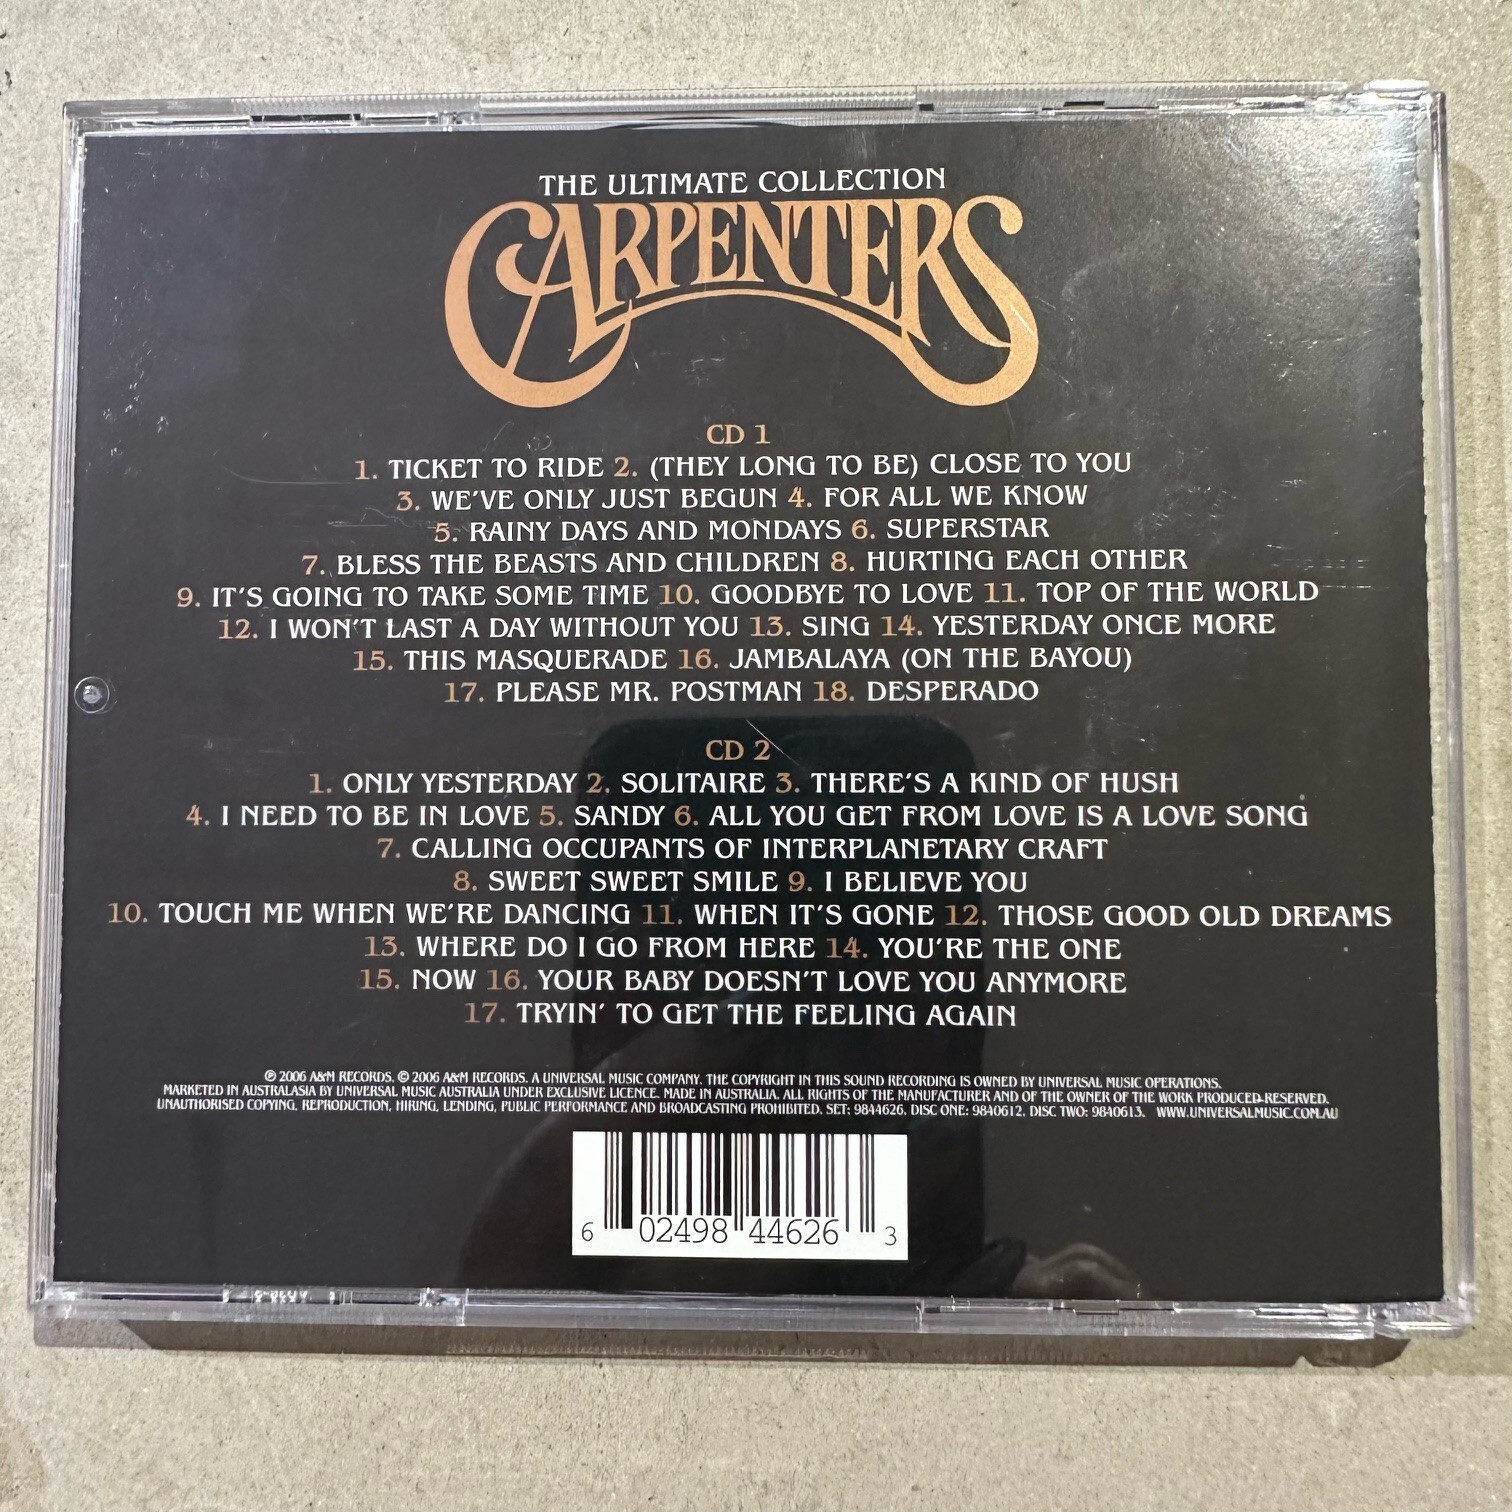 THE ULTIMATE COLLECTION
CARPENTERS
CD 1
1. TICKET TO RIDE 2. (THEY LONG TO BE) CLOSE TO YOU
3. WE'VE ONLY JUST BEGUN 4. FOR ALL WE KNOW
5. RAINY DAYS AND MONDAYS 6. SUPERSTAR
7. BLESS THE BEASTS AND CHILDREN 8. HURTING EACH OTHER
9. IT'S GOING TO TAKE SOME TIME 10. GOODBYE TO LOVE 11. TOP OF THE WORLD
12. I WON'T LAST A DAY WITHOUT YOU 13. SING 14. YESTERDAY ONCE MORE
15. THIS MASQUERADE 16. JAMBALAYA (ON THE BAYOU)
17. PLEASE MR. POSTMAN 18. DESPERADO
CD 2
1. ONLY YESTERDAY 2. SOLITAIRE 3. THERE'S A KIND OF HUSH
4. I NEED TO BE IN LOVE 5. SANDY 6. ALL YOU GET FROM LOVE IS A LOVE SONG
7. CALLING OCCUPANTS OF INTERPLANETARY CRAFT
8. SWEET SWEET SMILE 9. I BELIEVE YOU
10. TOUCH ME WHEN WE'RE DANCING 11. WHEN IT'S GONE 12. THOSE GOOD OLD DREAMS
13. WHERE DO I GO FROM HERE 14. YOU'RE THE ONE
15. NOW 16. YOUR BABY DOESN'T LOVE YOU ANYMORE
17. TRYIN' TO GET THE FEELING AGAIN
℗ 2006 A&M RECORDS. © 2006 A&M RECORDS. A UNIVERSAL MUSIC COMPANY. THE COPYRIGHT IN THIS SOUND RECORDING IS OWNED BY UNIVERSAL MUSIC OPERATIONS.
MARKETED IN AUSTRALASIA BY UNIVERSAL MUSIC AUSTRALIA UNDER EXCLUSIVE LICENCE. MADE IN AUSTRALIA. ALL RIGHTS OF THE MANUFACTURER AND OF THE OWNER OF THE WORK PRODUCED RESERVED.
UNAUTHORISED COPYING, REPRODUCTION, HIRING, LENDING, PUBLIC PERFORMANCE AND BROADCASTING PROHIBITED. SET: 9844626, DISC ONE: 9840612, DISC TWO: 9840613. WWW.UNIVERSALMUSIC.COM.AU
6 02498 44626 3